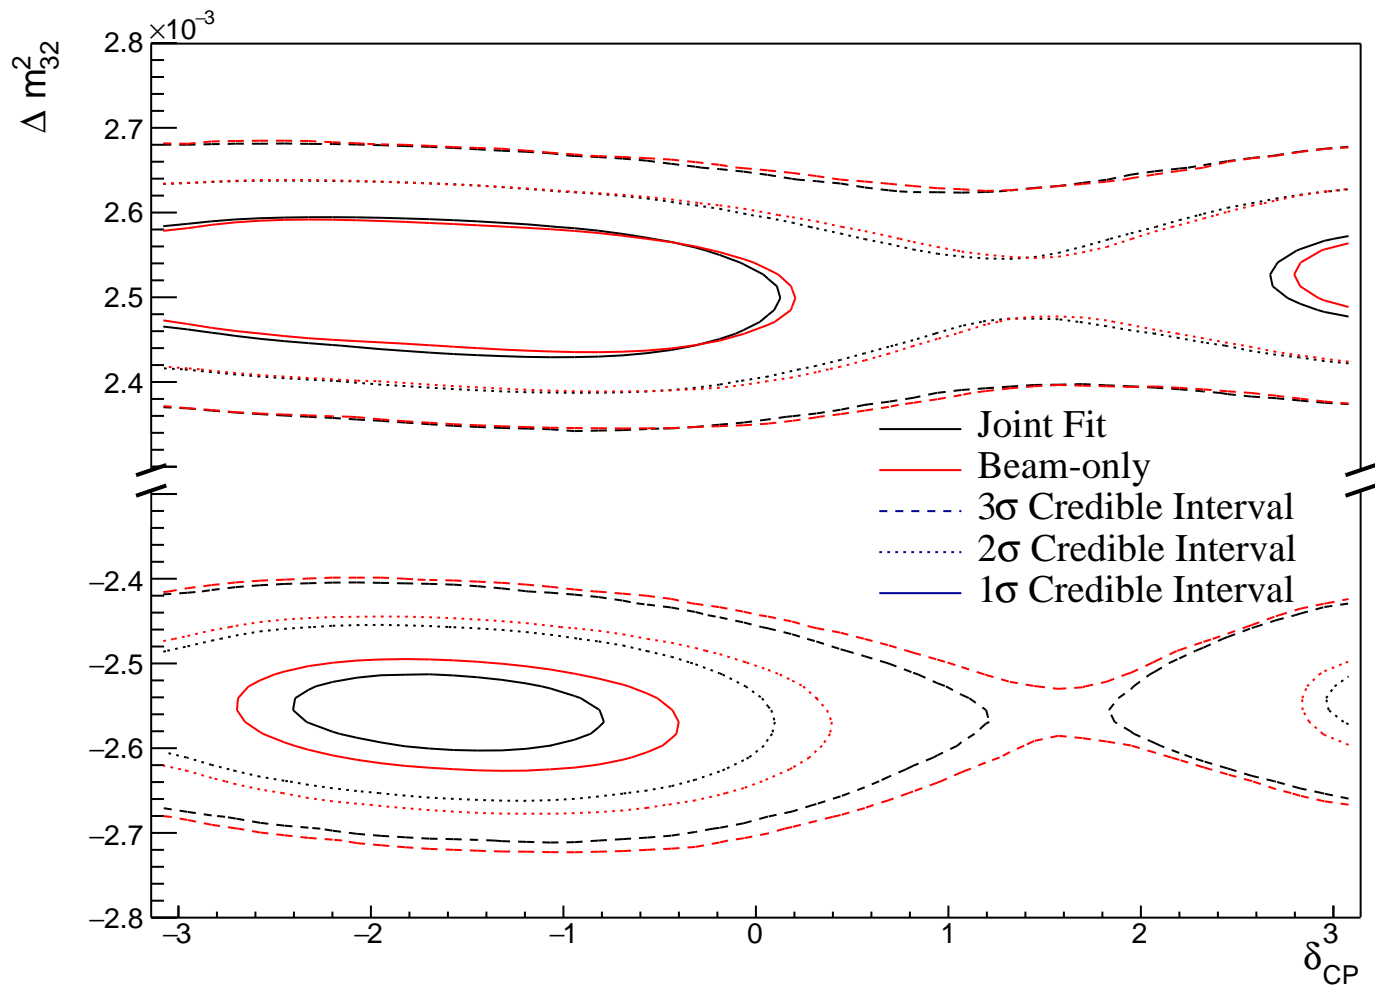 ×10⁻³
Δ m²₃₂
2.8
2.7
2.6
2.5
2.4
−2.4
−2.5
−2.6
−2.7
−2.8
Joint Fit
Beam-only
3σ Credible Interval
2σ Credible Interval
1σ Credible Interval
−3 −2 −1 0 1 2 3
δ_CP